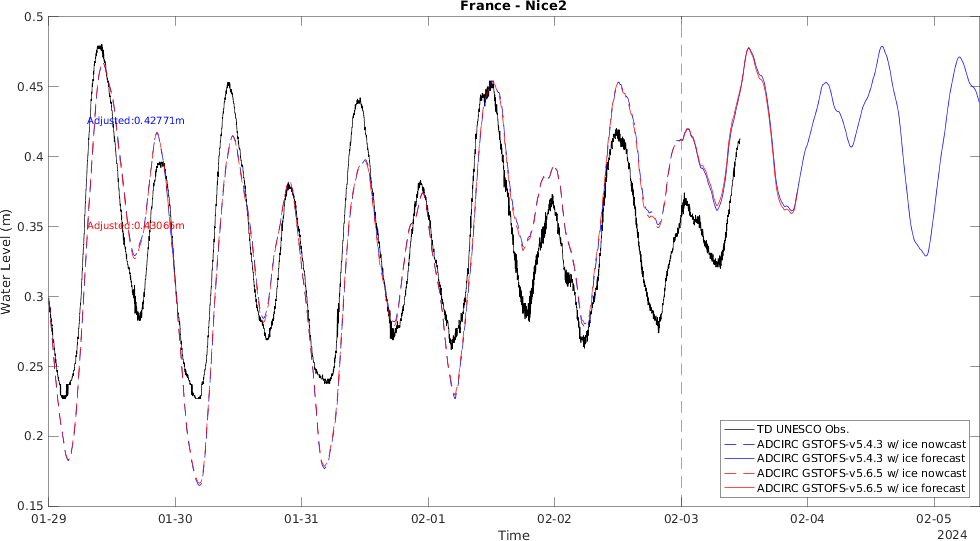 France - Nice2
0.5
0.45
0.4
0.35
0.3
0.25
0.2
0.15
Water Level (m)
Adjusted:0.42771m
Adjusted:0.43065m
TD UNESCO Obs.
ADCIRC GSTOFS-v5.4.3 w/ ice nowcast
ADCIRC GSTOFS-v5.4.3 w/ ice forecast
ADCIRC GSTOFS-v5.6.5 w/ ice nowcast
ADCIRC GSTOFS-v5.6.5 w/ ice forecast
01-29 01-30 01-31 02-01 02-02 02-03 02-04 02-05
Time
2024